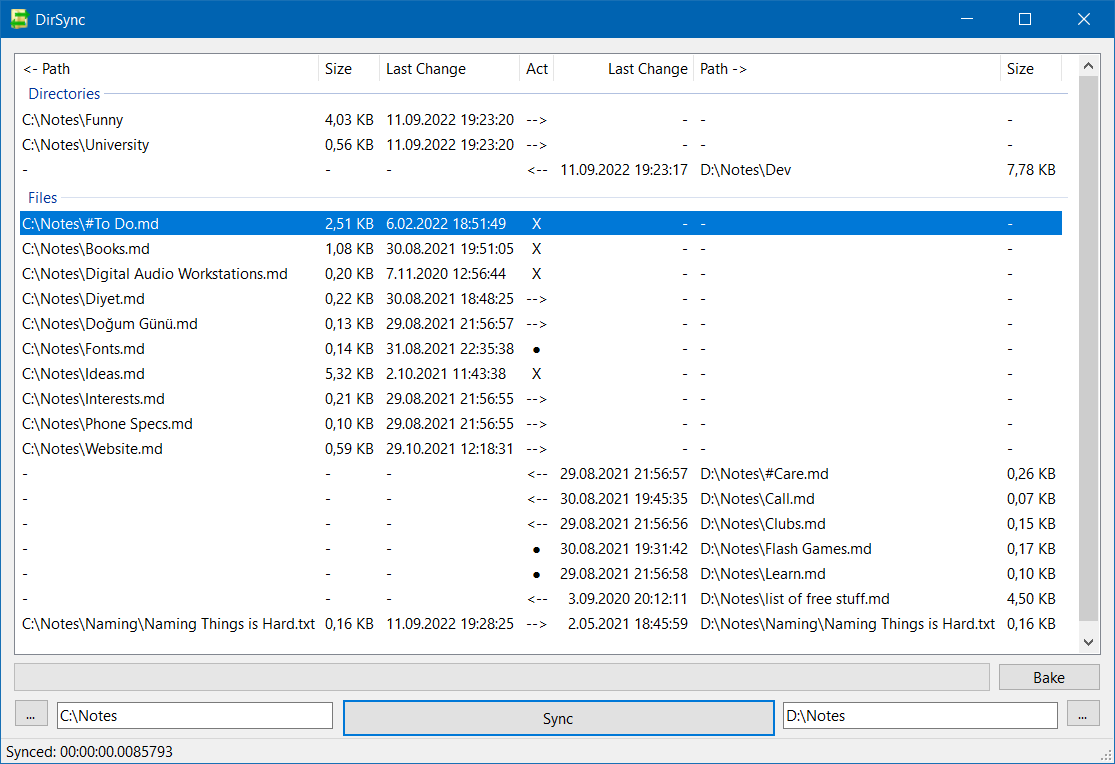 DirSync
<- Path Size Last Change Act Last Change Path -> Size
Directories
C:\Notes\Funny 4,03 KB 11.09.2022 19:23:20 --> - - -
C:\Notes\University 0,56 KB 11.09.2022 19:23:20 --> - - -
- - - <-- 11.09.2022 19:23:17 D:\Notes\Dev 7,78 KB
Files
C:\Notes\#To Do.md 2,51 KB 6.02.2022 18:51:49 X - - -
C:\Notes\Books.md 1,08 KB 30.08.2021 19:51:05 X - - -
C:\Notes\Digital Audio Workstations.md 0,20 KB 7.11.2020 12:56:44 X - - -
C:\Notes\Diyet.md 0,22 KB 30.08.2021 18:48:25 --> - - -
C:\Notes\Doğum Günü.md 0,13 KB 29.08.2021 21:56:57 --> - - -
C:\Notes\Fonts.md 0,14 KB 31.08.2021 22:35:38 ● - - -
C:\Notes\Ideas.md 5,32 KB 2.10.2021 11:43:38 X - - -
C:\Notes\Interests.md 0,21 KB 29.08.2021 21:56:55 --> - - -
C:\Notes\Phone Specs.md 0,10 KB 29.08.2021 21:56:55 --> - - -
C:\Notes\Website.md 0,59 KB 29.10.2021 12:18:31 --> - - -
- - - <-- 29.08.2021 21:56:57 D:\Notes\#Care.md 0,26 KB
- - - <-- 30.08.2021 19:45:35 D:\Notes\Call.md 0,07 KB
- - - <-- 29.08.2021 21:56:56 D:\Notes\Clubs.md 0,15 KB
- - - ● 30.08.2021 19:31:42 D:\Notes\Flash Games.md 0,17 KB
- - - ● 29.08.2021 21:56:58 D:\Notes\Learn.md 0,10 KB
- - - <-- 3.09.2020 20:12:11 D:\Notes\list of free stuff.md 4,50 KB
C:\Notes\Naming\Naming Things is Hard.txt 0,16 KB 11.09.2022 19:28:25 --> 2.05.2021 18:45:59 D:\Notes\Naming\Naming Things is Hard.txt 0,16 KB
Bake
... C:\Notes Sync D:\Notes ...
Synced: 00:00:00.0085793